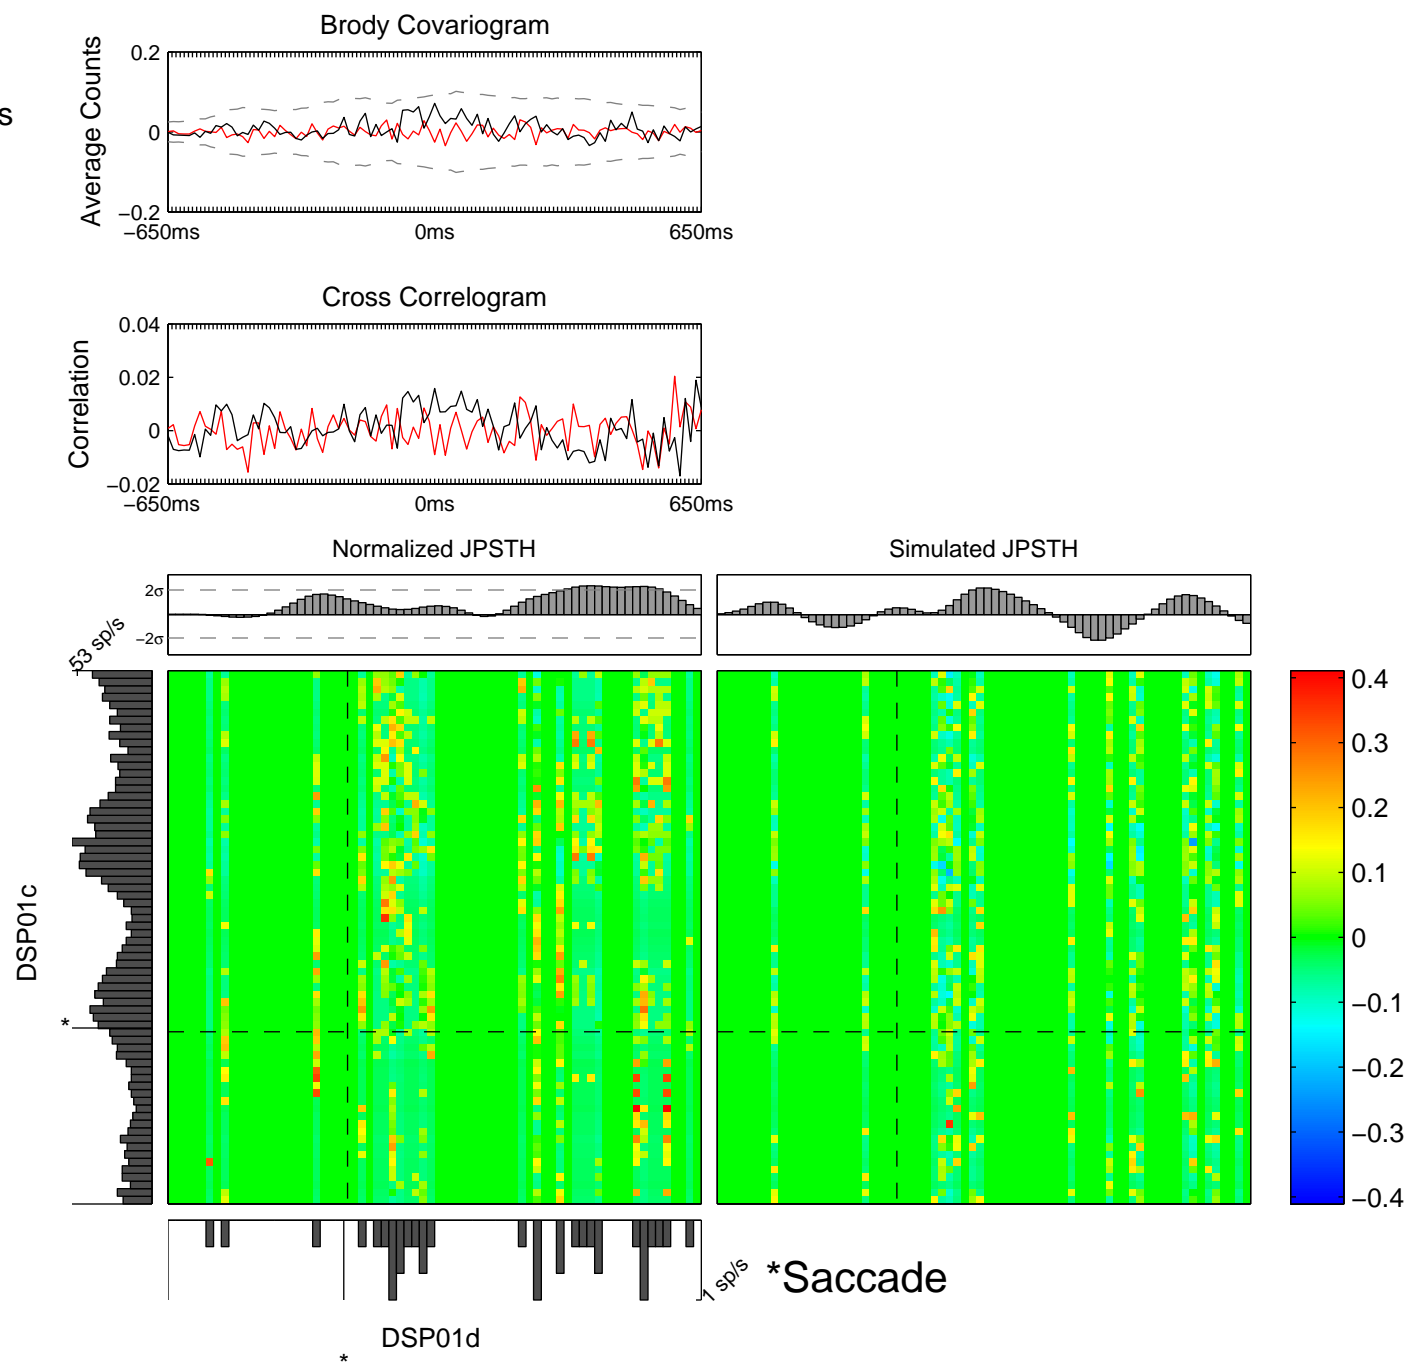 Brody Covariogram
s
Average Counts
0.2
0
−0.2
−650ms
0ms
650ms
Cross Correlogram
Correlation
0.04
0.02
0
−0.02
−650ms
0ms
650ms
Normalized JPSTH
Simulated JPSTH
2σ
−2σ
53 sp/s
DSP01c
*
0.4
0.3
0.2
0.1
0
−0.1
−0.2
−0.3
−0.4
1 sp/s
*Saccade
DSP01d
*